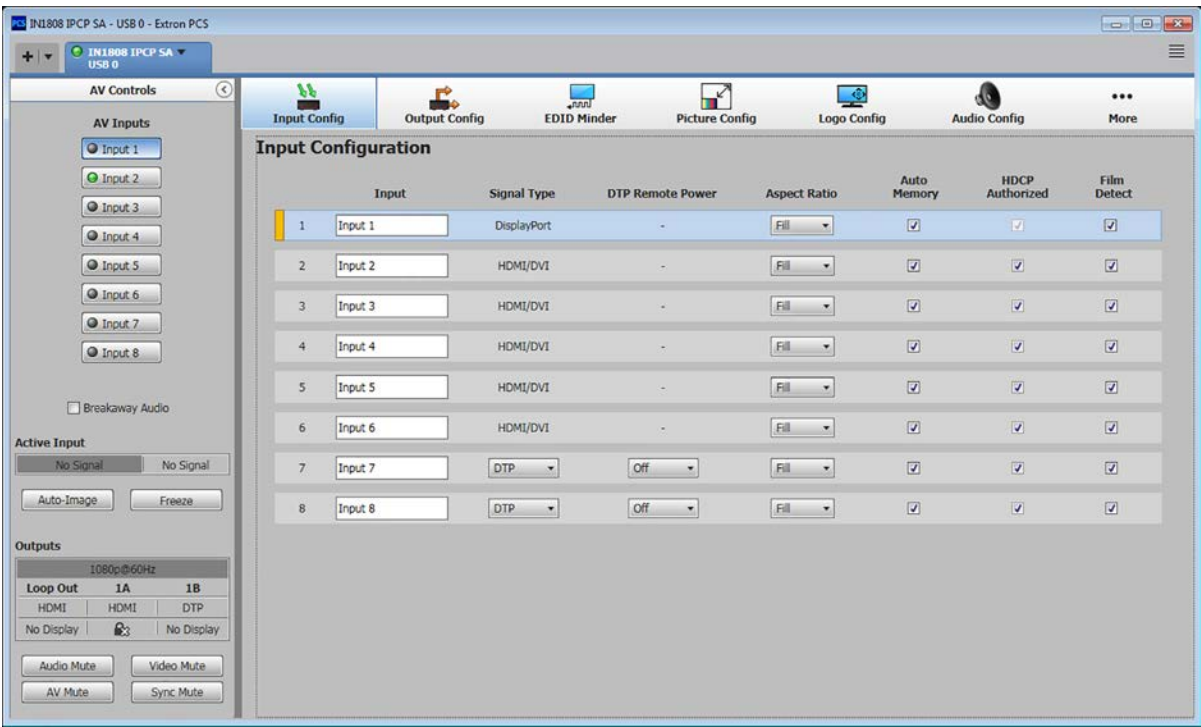 PCS IN1808 IPCP SA - USB 0 - Extron PCS
IN1808 IPCP SA
USB 0
AV Controls
AV Inputs
Input 1
Input 2
Input 3
Input 4
Input 5
Input 6
Input 7
Input 8
Breakaway Audio
Active Input
No Signal No Signal
Auto-Image Freeze
Outputs
1080p@60Hz
Loop Out 1A 1B
HDMI HDMI DTP
No Display No Display
Audio Mute Video Mute
AV Mute Sync Mute
Input Config Output Config EDID Minder Picture Config Logo Config Audio Config More
Input Configuration
Input Signal Type DTP Remote Power Aspect Ratio Auto Memory HDCP Authorized Film Detect
1 Input 1 DisplayPort - Fill
2 Input 2 HDMI/DVI - Fill
3 Input 3 HDMI/DVI - Fill
4 Input 4 HDMI/DVI - Fill
5 Input 5 HDMI/DVI - Fill
6 Input 6 HDMI/DVI - Fill
7 Input 7 DTP Off Fill
8 Input 8 DTP Off Fill